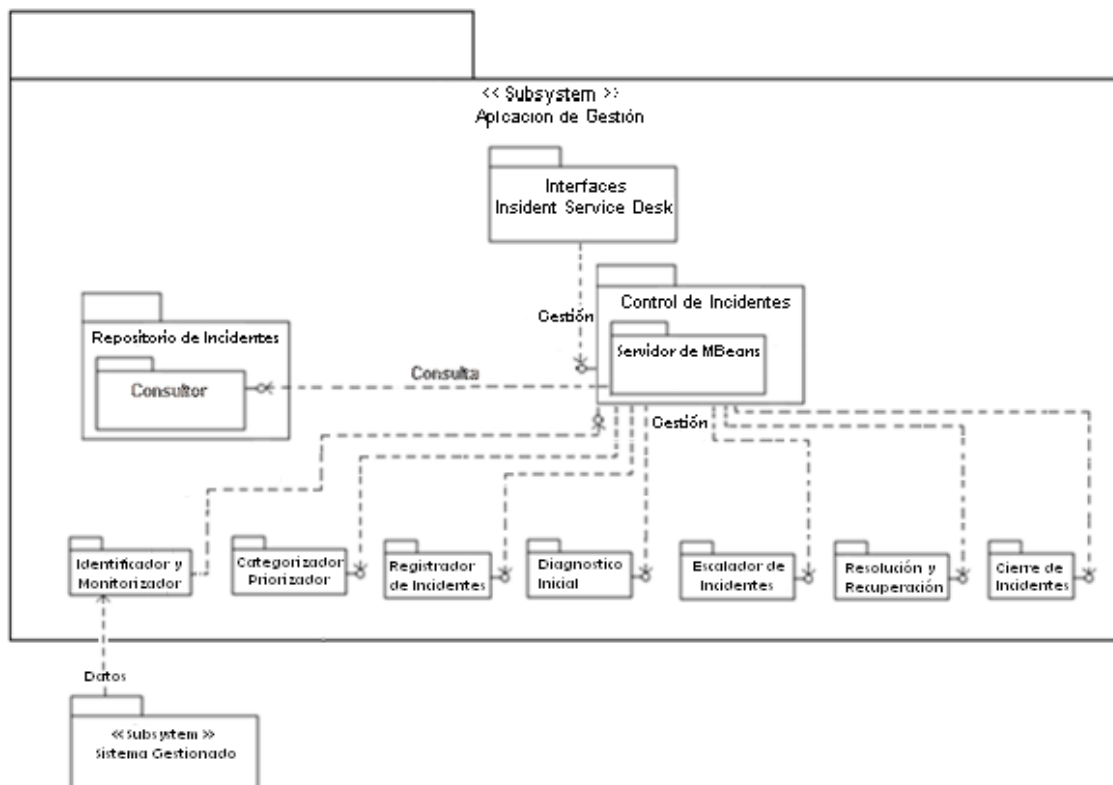 << Subsystem >>
Aplcacion de Gestión
Interfaces
Insident Service Desk
Control de Incidentes
Gestión
Servidor de MBeans
Repositorio de Incidentes
Consultor
Consulta
Gestión
Identificador y
Monitorizador
Categorizador
Priorizador
Registrador
de Incidentes
Diagnostico
Inicial
Escalador de
Incidentes
Resolución y
Recuperación
Cierre de
Incidentes
Datos
<< Subsystem >>
Sistema Gestionado